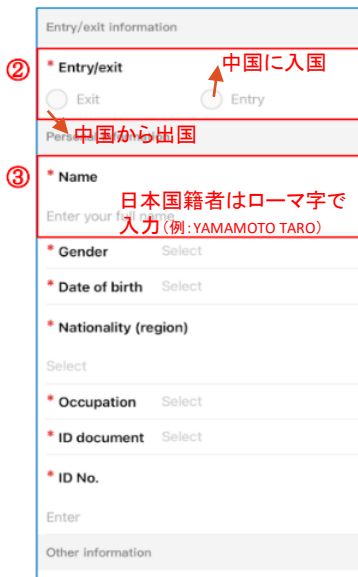 Entry/exit information
② * Entry/exit 中国に入国
Exit Entry
中国から出国
Personal information
③ * Name
日本国籍者はローマ字で
Enter your full name
入力(例:YAMAMOTO TARO)
* Gender Select
* Date of birth Select
* Nationality (region)
Select
* Occupation Select
* ID document Select
* ID No.
Enter
Other information